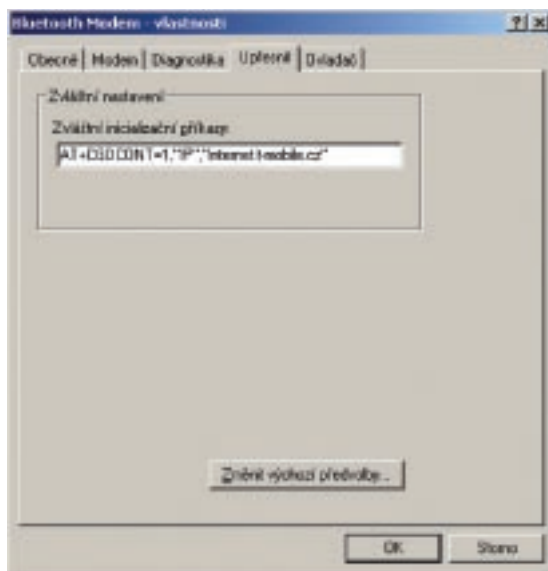 Bluetooth Modem - vlastnosti
Obecné Modem Diagnostika Upřesnit Ovladač
Zvláštní nastavení
Zvláštní inicializační příkazy
AT+CGDCONT=1,"IP","internet.t-mobile.cz"
Změnit výchozí předvolby...
OK Storno